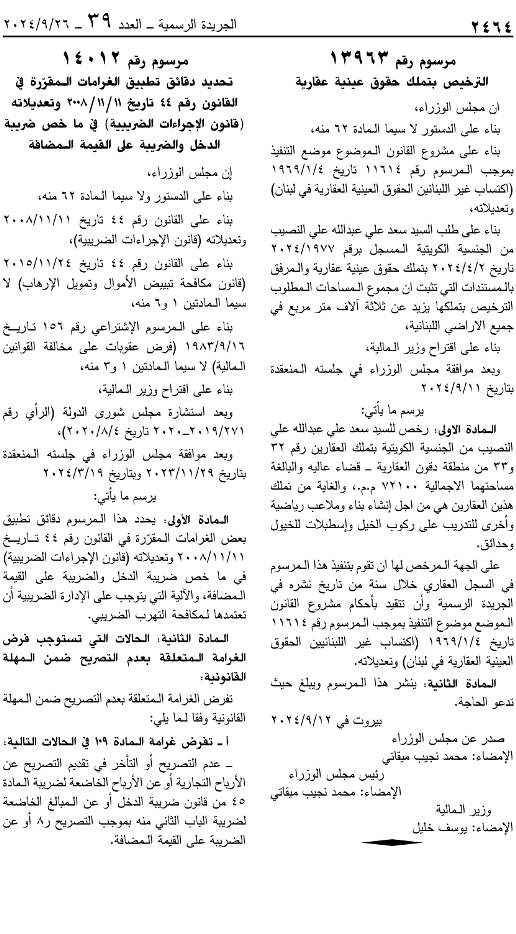 ٢٤٦٤
الجريدة الرسمية ــ العدد ٣٩ ــ ٢٠٢٤/٩/٢٦
مرسوم رقم ١٣٩٦٣
الترخيص بتملك حقوق عينية عقارية
ان مجلس الوزراء،
بناء على الدستور لا سيما المادة ٦٢ منه،
بناء على مشروع القانون الموضوع موضع التنفيذ
بموجب المرسوم رقم ١١٦١٤ تاريخ ١٩٦٩/١/٤
(اكتساب غير اللبنانين الحقوق العينية العقارية في لبنان)
وتعديلاته،
بناء على طلب السيد سعد علي عبدالله علي النصيب
من الجنسية الكويتية المسجل برقم ٢٠٢٤/١٩٧٧
تاريخ ٢٠٢٤/٤/٢ بتملك حقوق عينية عقارية والمرفق
بالمستندات التي تثبت ان مجموع المساحات المطلوب
الترخيص بتملكها يزيد عن ثلاثة آلاف متر مربع في
جميع الاراضي اللبنانية،
بناء على اقتراح وزير المالية،
وبعد موافقة مجلس الوزراء في جلسته المنعقدة
بتاريخ ٢٠٢٤/٩/١١
يرسم ما يأتي:
المادة الاولى: رخص للسيد سعد علي عبدالله علي
النصيب من الجنسية الكويتية بتملك العقارين رقم ٣٢
و٣٣ من منطقة دقون العقارية ــ قضاء عاليه والبالغة
مساحتهما الاجمالية ٧٢١٠٠ م.م.، والغاية من تملك
هذين العقارين هي من اجل إنشاء بناء وملاعب رياضية
وأخرى للتدريب على ركوب الخيل وإسطبلات للخيول
وحدائق.
على الجهة المرخص لها ان تقوم بتنفيذ هذا المرسوم
في السجل العقاري خلال سنة من تاريخ نشره في
الجريدة الرسمية وأن تتقيد بأحكام مشروع القانون
الموضع موضوع التنفيذ بموجب المرسوم رقم ١١٦١٤
تاريخ ١٩٦٩/١/٤ (اكتساب غير اللبنانيين الحقوق
العينية العقارية في لبنان) وتعديلاته.
المادة الثانية: ينشر هذا المرسوم ويبلغ حيث
تدعو الحاجة.
بيروت في ٢٠٢٤/٩/١٢
صدر عن مجلس الوزراء
الإمضاء: محمد نجيب ميقاتي
رئيس مجلس الوزراء
الإمضاء: محمد نجيب ميقاتي
وزير المالية
الإمضاء: يوسف خليل
مرسوم رقم ١٤٠١٢
تحديد دقائق تطبيق الغرامات المقرّرة في
القانون رقم ٤٤ تاريخ ٢٠٠٨/١١/١١ وتعديلاته
(قانون الإجراءات الضريبية) في ما خص ضريبة
الدخل والضريبة على القيمة المضافة
إن مجلس الوزراء،
بناء على الدستور ولا سيما المادة ٦٢ منه،
بناء على القانون رقم ٤٤ تاريخ ٢٠٠٨/١١/١١
وتعديلاته (قانون الإجراءات الضريبية)،
بناء على القانون رقم ٤٤ تاريخ ٢٠١٥/١١/٢٤
(قانون مكافحة تبييض الأموال وتمويل الإرهاب) لا
سيما المادتين ١ و٦ منه،
بناء على المرسوم الإشتراعي رقم ١٥٦ تاريخ
١٩٨٣/٩/١٦ (فرض عقوبات على مخالفة القوانين
المالية) لا سيما المادتين ١ و٣ منه،
بناء على اقتراح وزير المالية،
وبعد استشارة مجلس شورى الدولة (الرأي رقم
٢٠١٩/٢٧١-٢٠٢٠ تاريخ ٢٠٢٠/٨/٤)،
وبعد موافقة مجلس الوزراء في جلسته المنعقدة
بتاريخ ٢٠٢٣/١١/٢٩ وبتاريخ ٢٠٢٤/٣/١٩
يرسم ما يأتي:
المادة الأولى: يحدد هذا المرسوم دقائق تطبيق
بعض الغرامات المقرّرة في القانون رقم ٤٤ تاريخ
٢٠٠٨/١١/١١ وتعديلاته (قانون الإجراءات الضريبية)
في ما خص ضريبة الدخل والضريبة على القيمة
المضافة، والآلية التي يتوجب على الإدارة الضريبية أن
تعتمدها لمكافحة التهرب الضريبي.
المادة الثانية: الحالات التي تستوجب فرض
الغرامة المتعلقة بعدم التصريح ضمن المهلة
القانونية:
تفرض الغرامة المتعلقة بعدم التصريح ضمن المهلة
القانونية وفقا لما يلي:
أ - تفرض غرامة المادة ١٠٩ في الحالات التالية:
ــ عدم التصريح أو التأخر في تقديم التصريح عن
الأرباح التجارية أو عن الأرباح الخاضعة لضريبة المادة
٤٥ من قانون ضريبة الدخل أو عن المبالغ الخاضعة
لضريبة الباب الثاني منه بموجب التصريح ر٨ أو عن
الضريبة على القيمة المضافة.